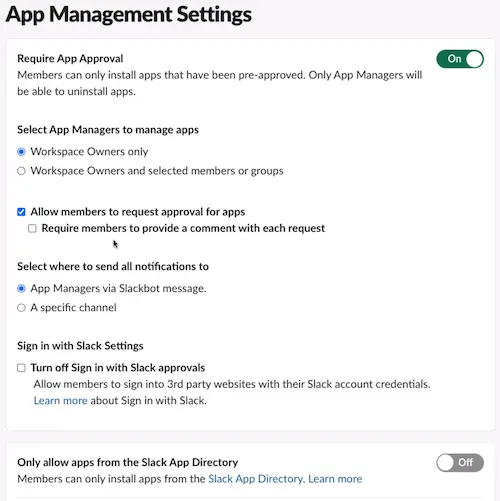 App Management Settings
Require App Approval
On
Members can only install apps that have been pre-approved. Only App Managers will
be able to uninstall apps.
Select App Managers to manage apps
Workspace Owners only
Workspace Owners and selected members or groups
Allow members to request approval for apps
Require members to provide a comment with each request
Select where to send all notifications to
App Managers via Slackbot message.
A specific channel
Sign in with Slack Settings
Turn off Sign in with Slack approvals
Allow members to sign into 3rd party websites with their Slack account credentials.
Learn more about Sign in with Slack.
Only allow apps from the Slack App Directory
Off
Members can only install apps from the Slack App Directory. Learn more